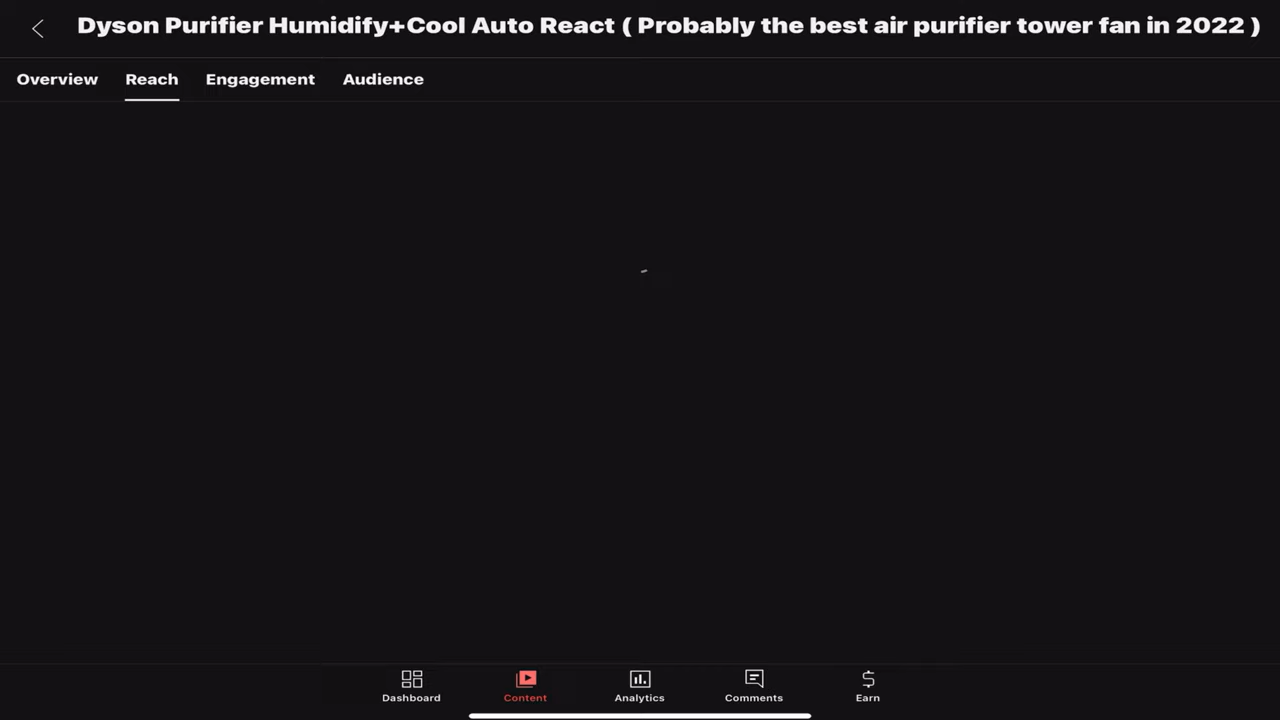 Dyson Purifier Humidify+Cool Auto React ( Probably the best air purifier tower fan in 2022 )
Overview Reach Engagement Audience
Dashboard Content Analytics Comments Earn